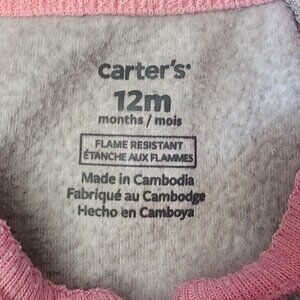 carter's
12m
months / mois
FLAME RESISTANT
ÉTANCHE AUX FLAMMES
Made in Cambodia
Fabriqué au Cambodge
Hecho en Camboya